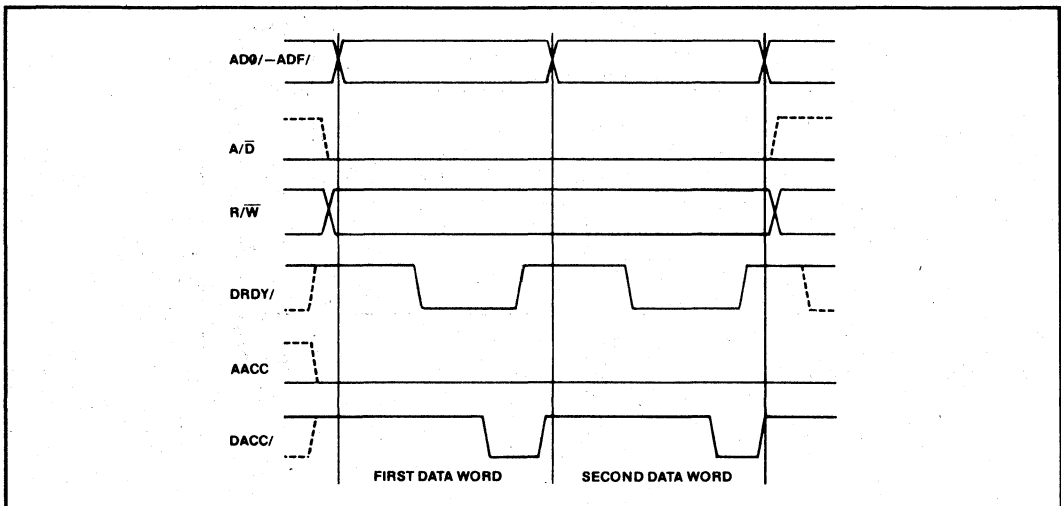 AD0/—ADF/
A/D̅
R/W̅
DRDY/
AACC
DACC/
FIRST DATA WORD SECOND DATA WORD